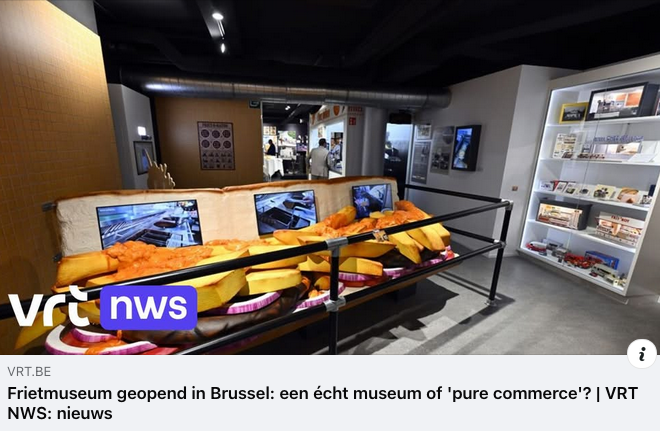 vrt nws
VRT.BE
Frietmuseum geopend in Brussel: een écht museum of 'pure commerce'? | VRT
NWS: nieuws